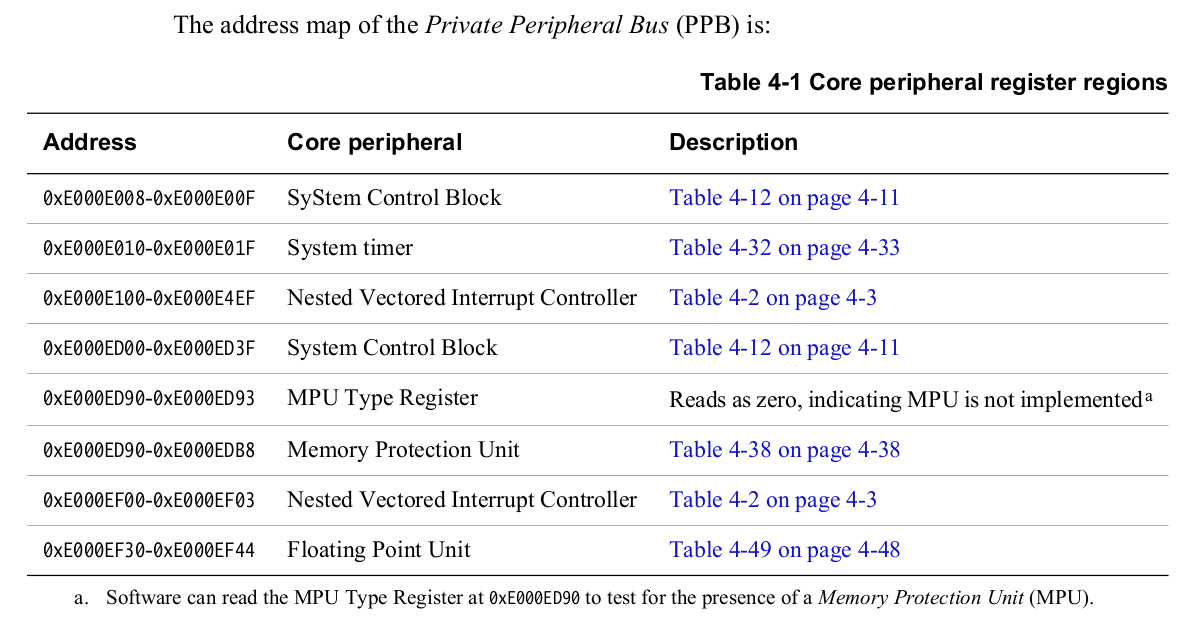 The address map of the Private Peripheral Bus (PPB) is:
Table 4-1 Core peripheral register regions
Address Core peripheral Description
0xE000E008-0xE000E00F SyStem Control Block Table 4-12 on page 4-11
0xE000E010-0xE000E01F System timer Table 4-32 on page 4-33
0xE000E100-0xE000E4EF Nested Vectored Interrupt Controller Table 4-2 on page 4-3
0xE000ED00-0xE000ED3F System Control Block Table 4-12 on page 4-11
0xE000ED90-0xE000ED93 MPU Type Register Reads as zero, indicating MPU is not implemented a
0xE000ED90-0xE000EDB8 Memory Protection Unit Table 4-38 on page 4-38
0xE000EF00-0xE000EF03 Nested Vectored Interrupt Controller Table 4-2 on page 4-3
0xE000EF30-0xE000EF44 Floating Point Unit Table 4-49 on page 4-48
a. Software can read the MPU Type Register at 0xE000ED90 to test for the presence of a Memory Protection Unit (MPU).